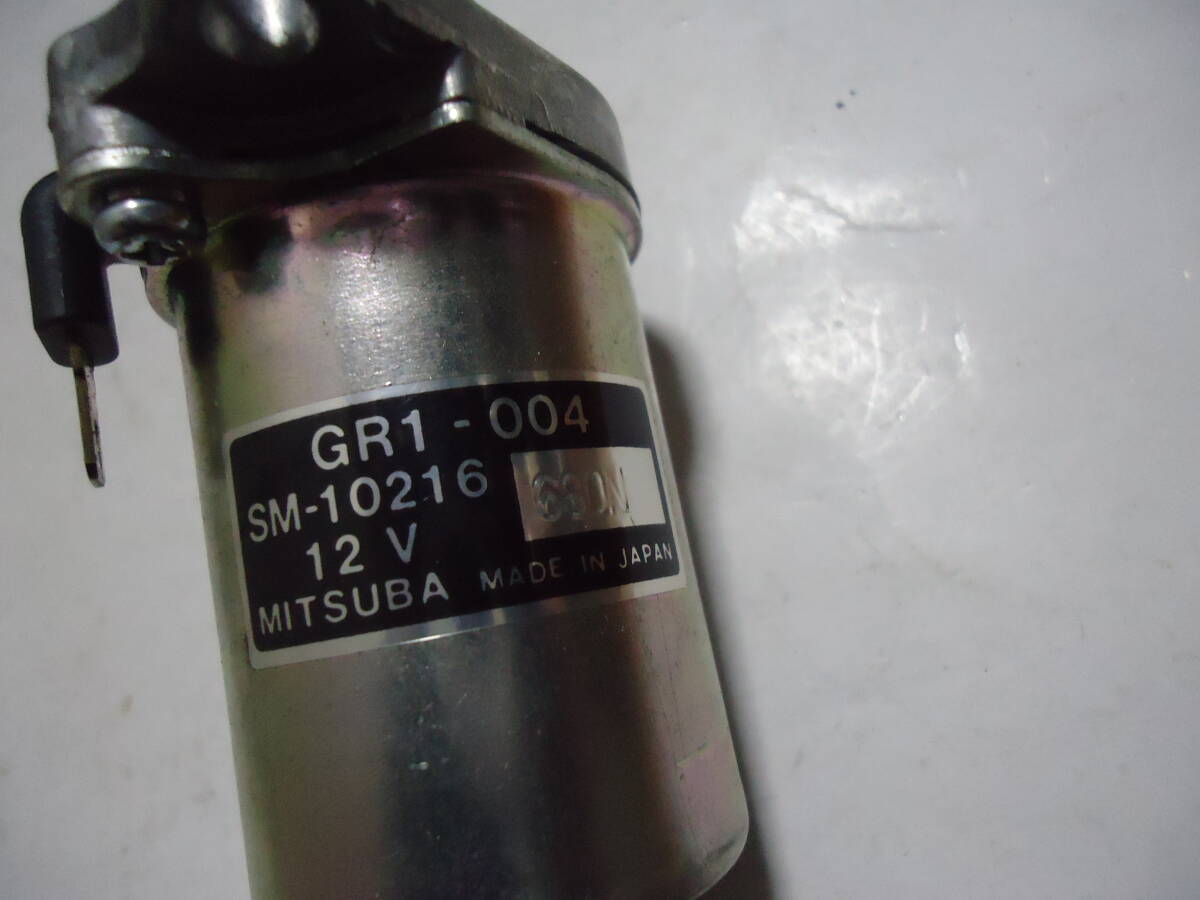 GR1-004
SM-10216
12 V
MITSUBA MADE IN JAPAN